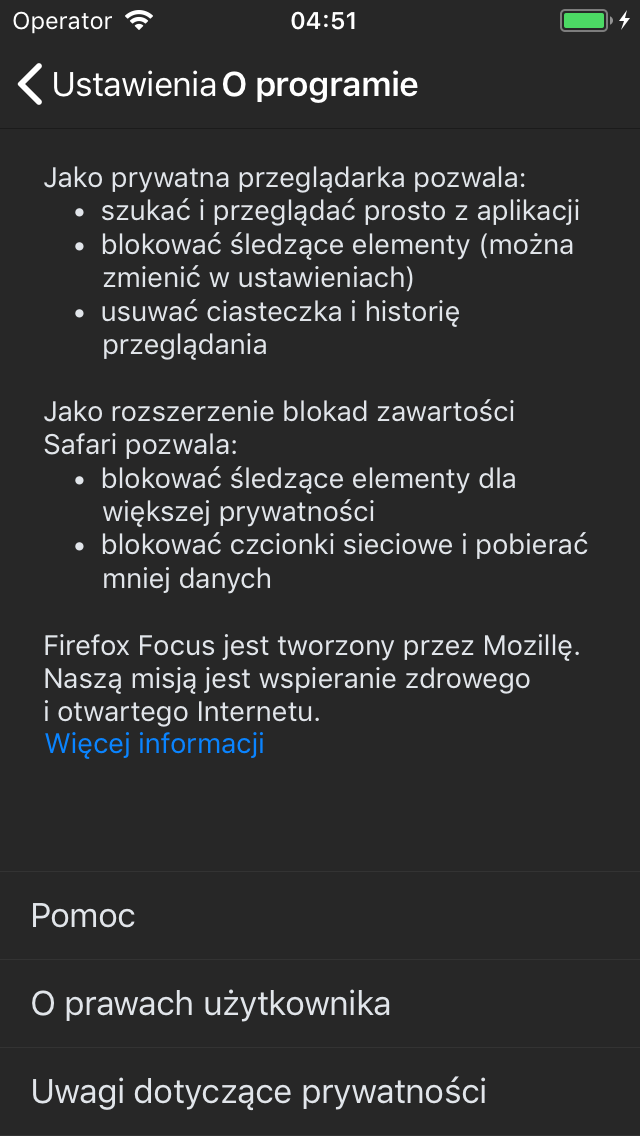 Operator 04:51
Ustawienia O programie
Jako prywatna przeglądarka pozwala:
• szukać i przeglądać prosto z aplikacji
• blokować śledzące elementy (można
zmienić w ustawieniach)
• usuwać ciasteczka i historię
przeglądania
Jako rozszerzenie blokad zawartości
Safari pozwala:
• blokować śledzące elementy dla
większej prywatności
• blokować czcionki sieciowe i pobierać
mniej danych
Firefox Focus jest tworzony przez Mozillę.
Naszą misją jest wspieranie zdrowego
i otwartego Internetu.
Więcej informacji
Pomoc
O prawach użytkownika
Uwagi dotyczące prywatności